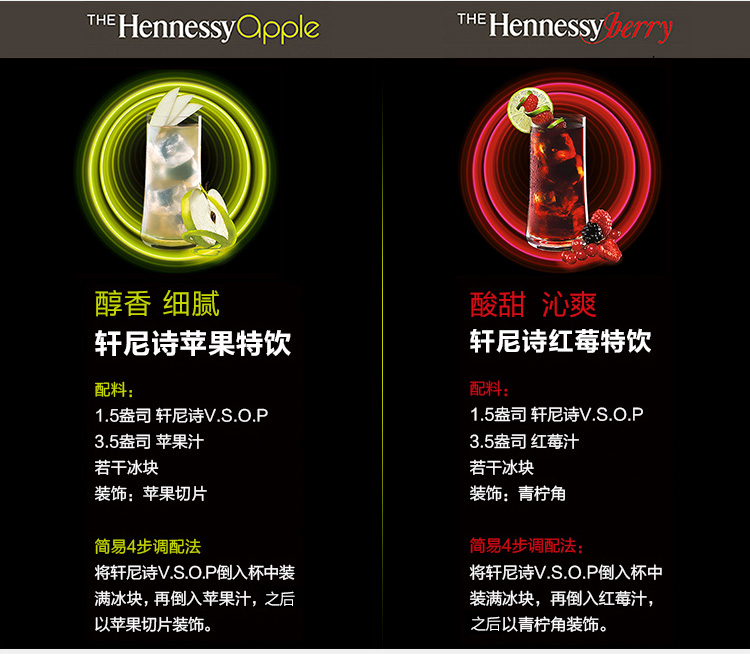 THE Hennessy apple
醇香 细腻
轩尼诗苹果特饮
配料：
1.5盎司 轩尼诗V.S.O.P
3.5盎司 苹果汁
若干冰块
装饰：苹果切片
简易4步调配法
将轩尼诗V.S.O.P倒入杯中装
满冰块，再倒入苹果汁，之后
以苹果切片装饰。
THE Hennessy berry
酸甜 沁爽
轩尼诗红莓特饮
配料：
1.5盎司 轩尼诗V.S.O.P
3.5盎司 红莓汁
若干冰块
装饰：青柠角
简易4步调配法：
将轩尼诗V.S.O.P倒入杯中
装满冰块，再倒入红莓汁，
之后以青柠角装饰。